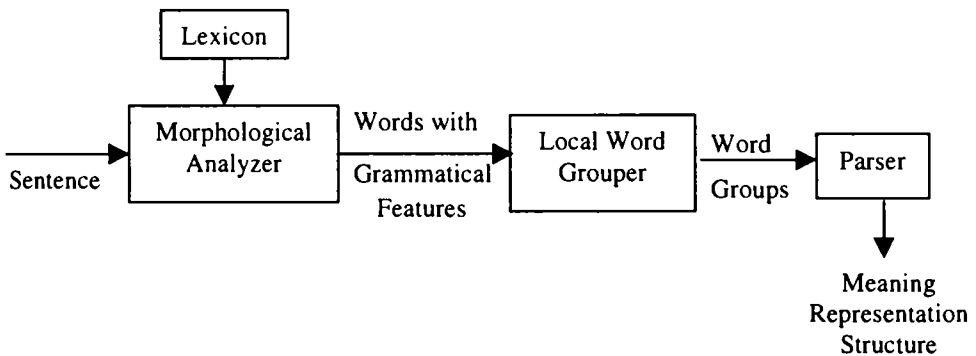 Lexicon
Morphological
Analyzer
Sentence
Words with
Grammatical
Features
Local Word
Grouper
Word
Groups
Parser
Meaning
Representation
Structure